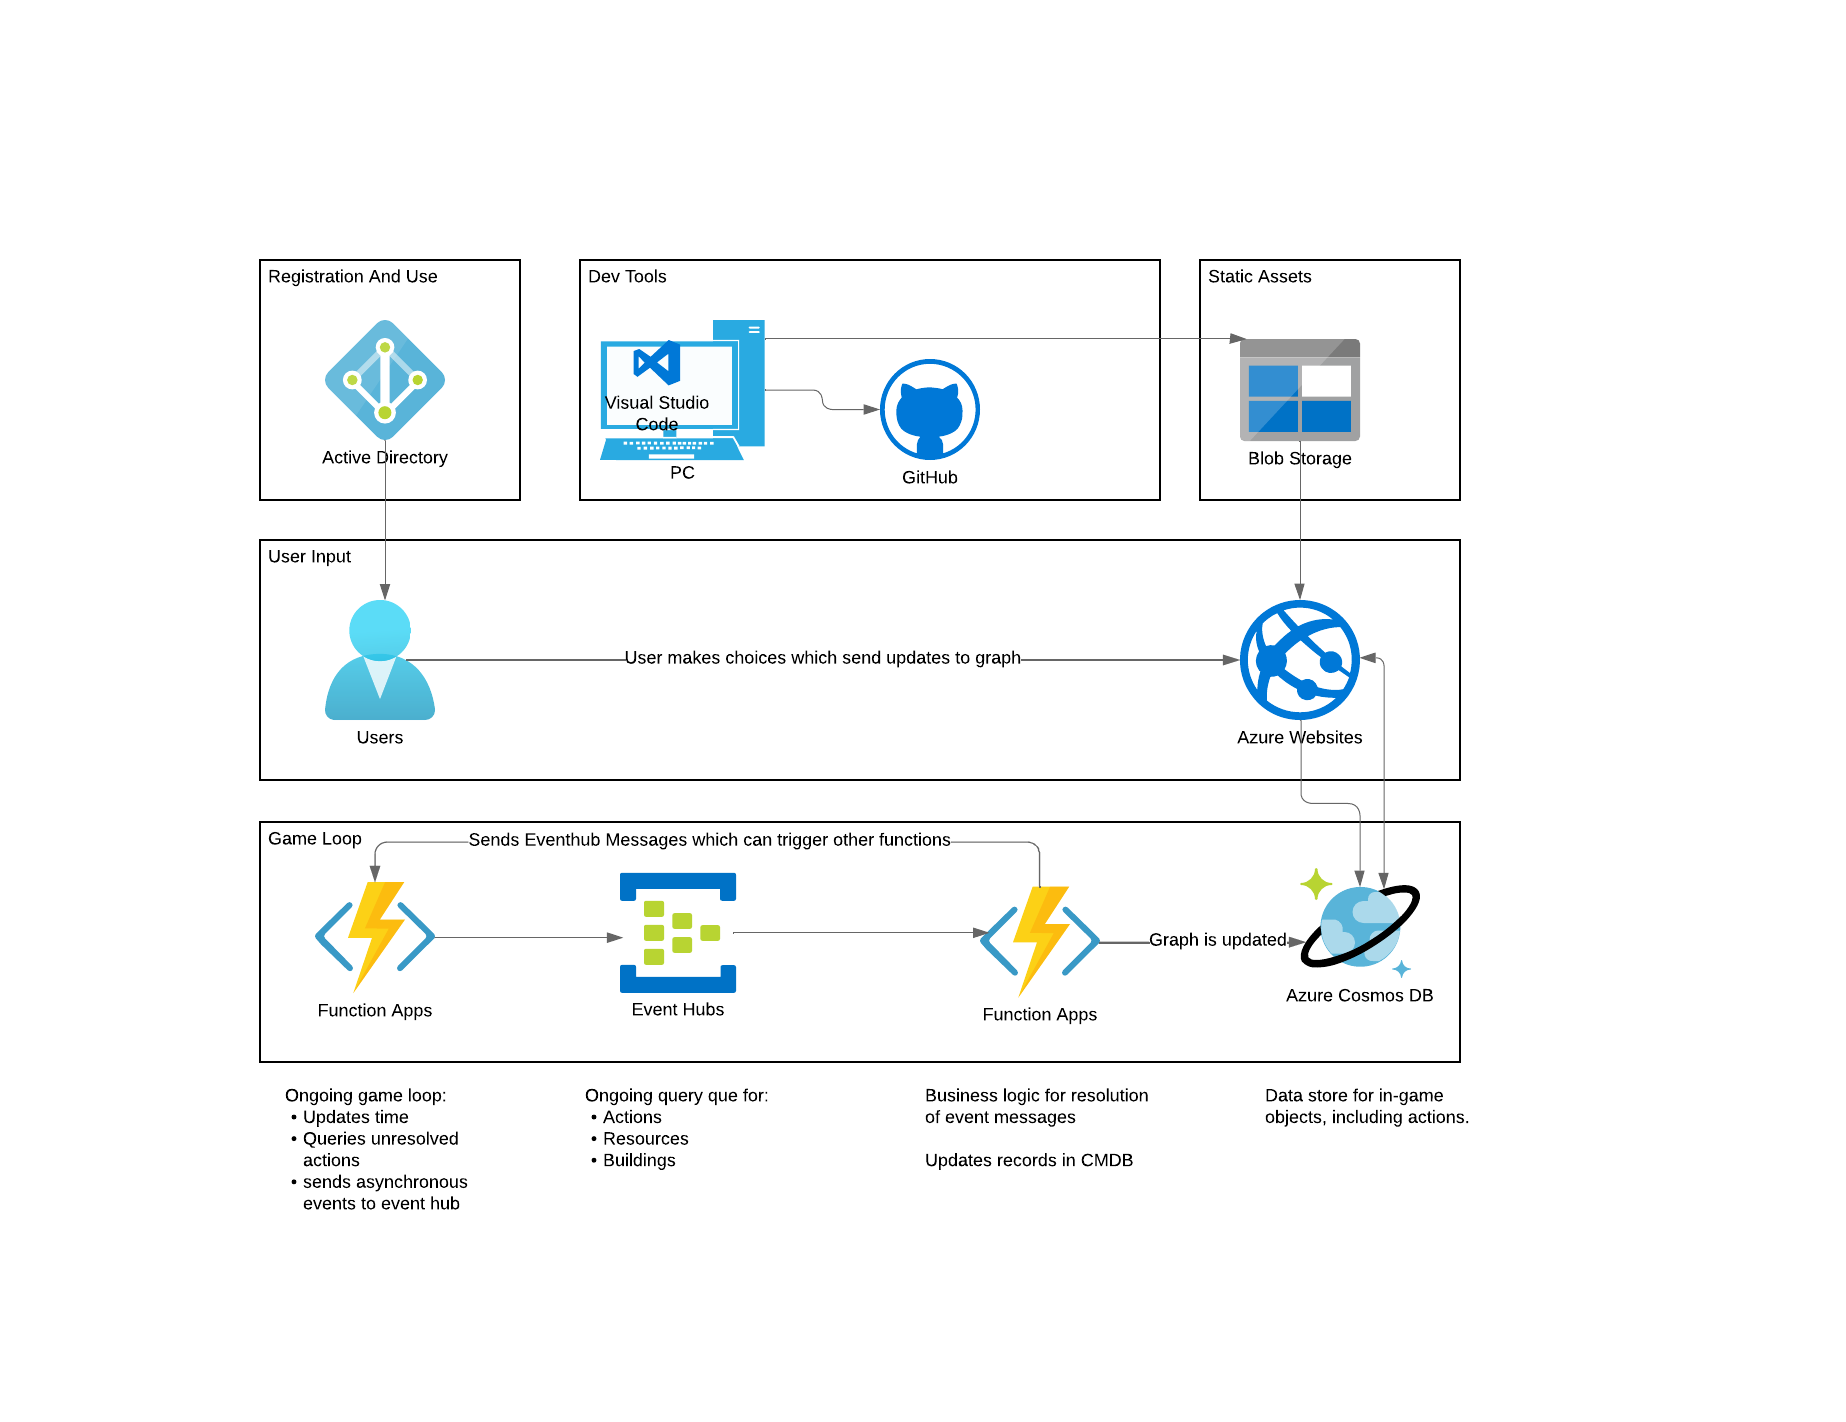 Registration And Use
Active Directory
Dev Tools
Visual Studio
Code
PC
GitHub
Static Assets
Blob Storage
User Input
Users
User makes choices which send updates to graph
Azure Websites
Game Loop
Sends Eventhub Messages which can trigger other functions
Function Apps
Event Hubs
Function Apps
Graph is updated
Azure Cosmos DB
Ongoing game loop:
• Updates time
• Queries unresolved
actions
• sends asynchronous
events to event hub
Ongoing query que for:
• Actions
• Resources
• Buildings
Business logic for resolution
of event messages
Updates records in CMDB
Data store for in-game
objects, including actions.